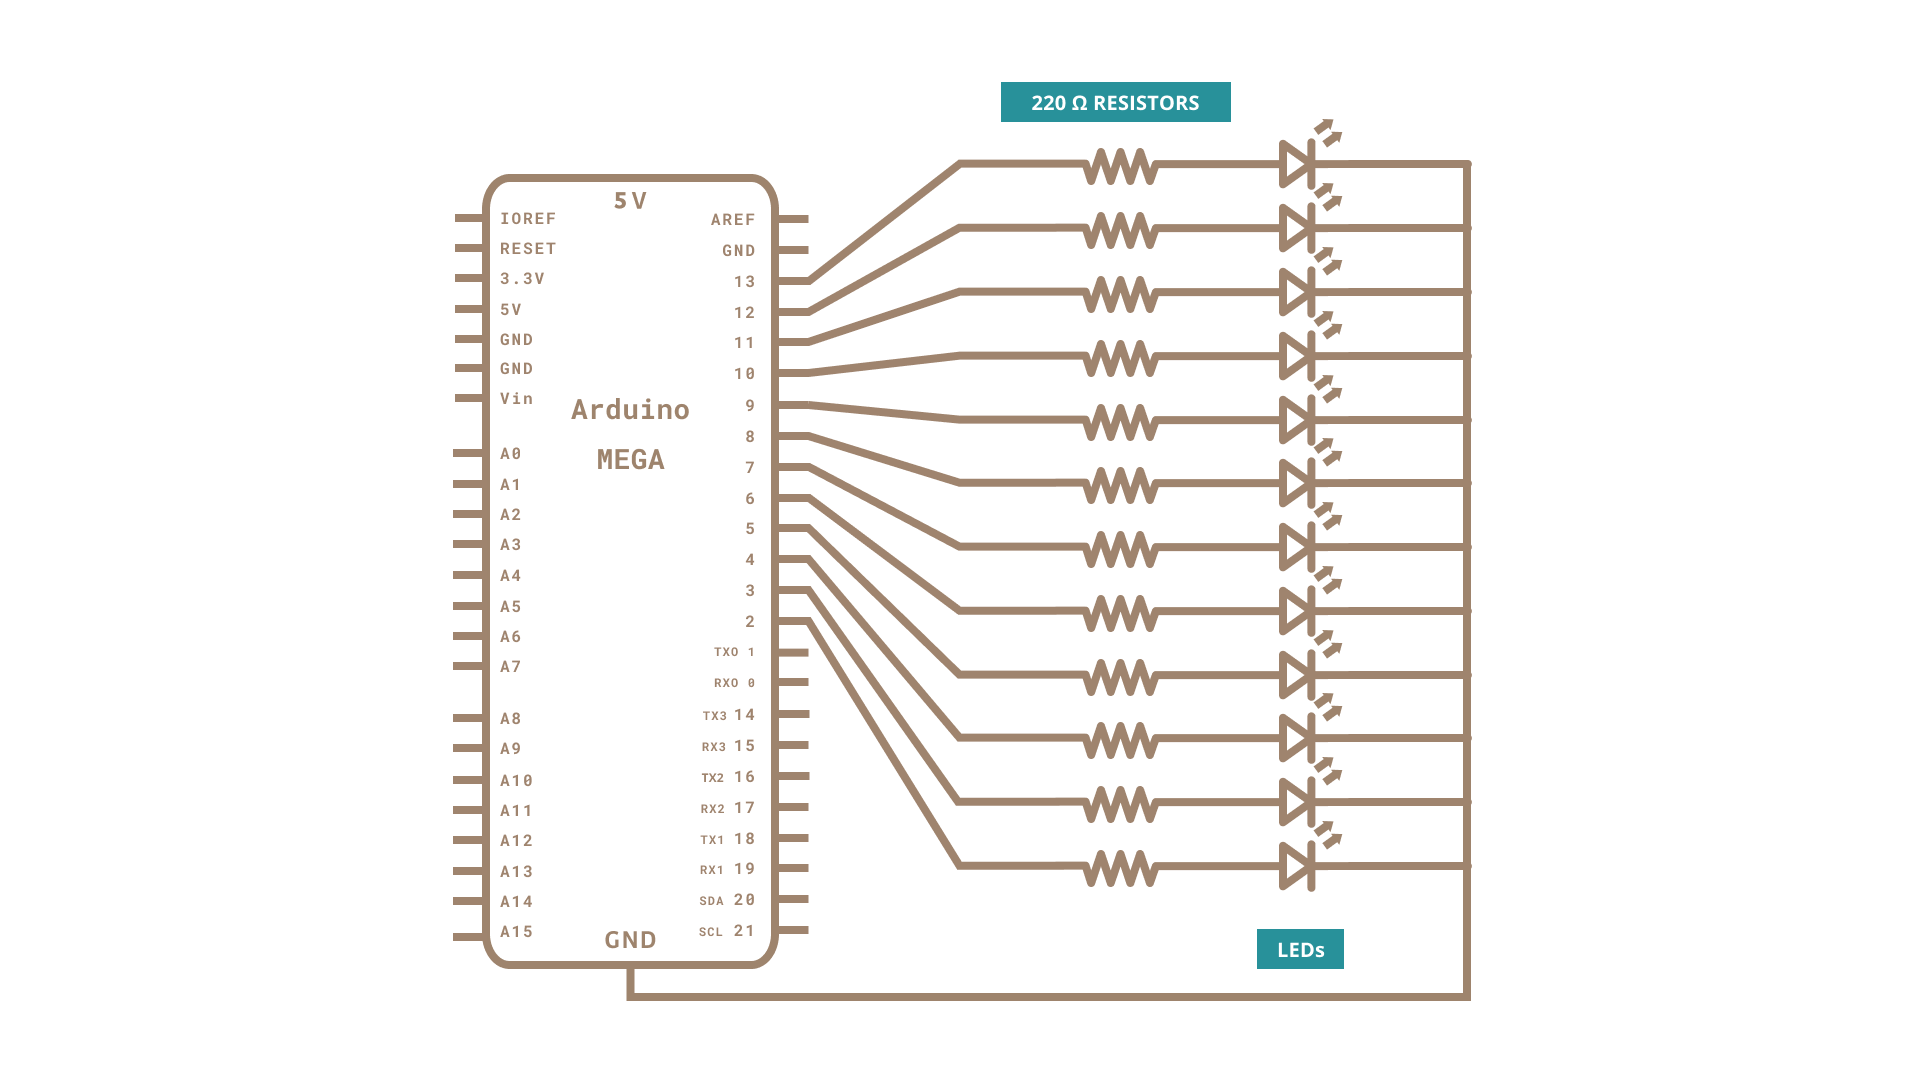 220 Ω RESISTORS
5V
IOREF
RESET
3.3V
5V
GND
GND
Vin
A0
A1
A2
A3
A4
A5
A6
A7
A8
A9
A10
A11
A12
A13
A14
A15
Arduino
MEGA
AREF
GND
13
12
11
10
9
8
7
6
5
4
3
2
TXO 1
RXO 0
TX3 14
RX3 15
TX2 16
RX2 17
TX1 18
RX1 19
SDA 20
SCL 21
GND
LEDs